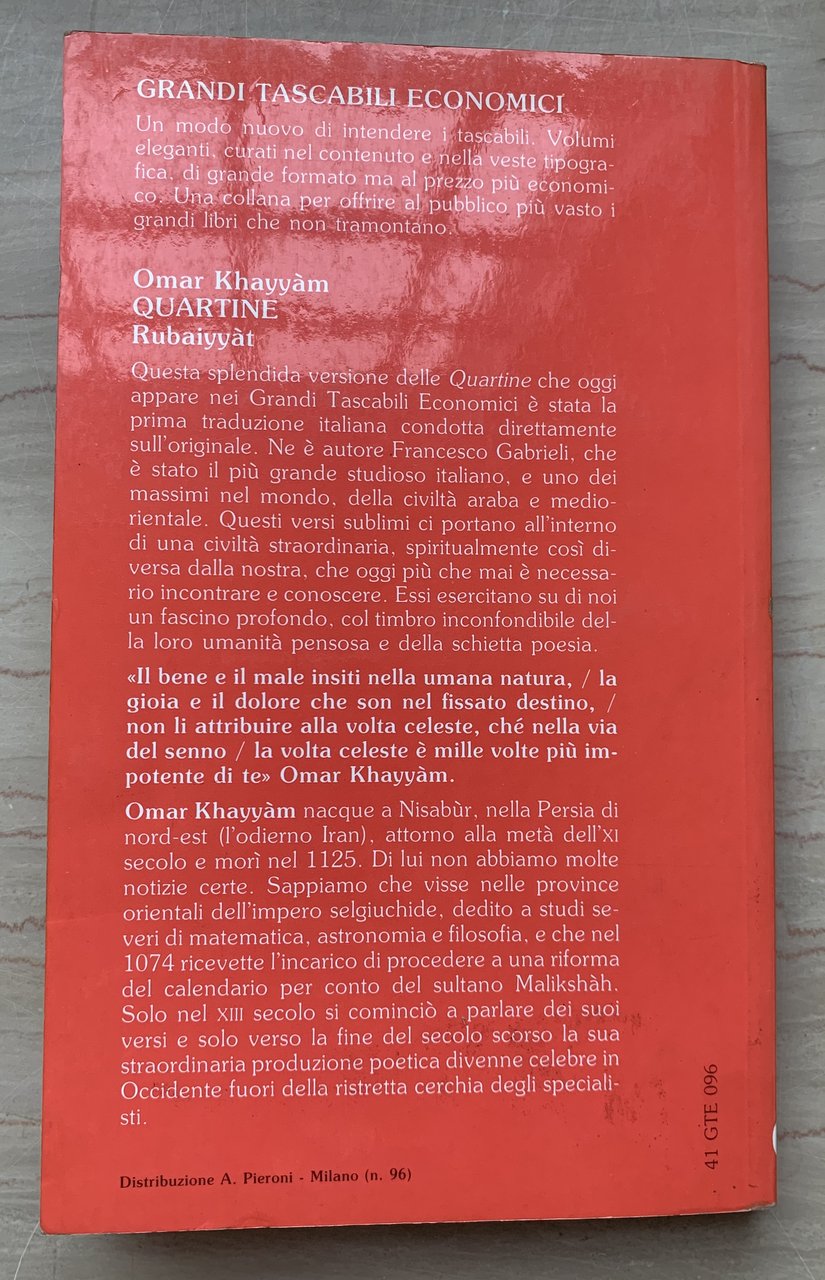 GRANDI TASCABILI ECONOMICI
Un modo nuovo di intendere i tascabili. Volumi
eleganti, curati nel contenuto e nella veste tipogra-
fica, di grande formato ma al prezzo più economi-
co. Una collana per offrire al pubblico più vasto i
grandi libri che non tramontano.
Omar Khayyàm
QUARTINE
Rubaiyyàt
Questa splendida versione delle Quartine che oggi
appare nei Grandi Tascabili Economici è stata la
prima traduzione italiana condotta direttamente
sull'originale. Ne è autore Francesco Gabrieli, che
è stato il più grande studioso italiano, e uno dei
massimi nel mondo, della civiltà araba e medio-
rientale. Questi versi sublimi ci portano all'interno
di una civiltà straordinaria, spiritualmente così di-
versa dalla nostra, che oggi più che mai è necessa-
rio incontrare e conoscere. Essi esercitano su di noi
un fascino profondo, col timbro inconfondibile del-
la loro umanità pensosa e della schietta poesia.
«Il bene e il male insiti nella umana natura, / la
gioia e il dolore che son nel fissato destino, /
non li attribuire alla volta celeste, ché nella via
del senno / la volta celeste è mille volte più im-
potente di te» Omar Khayyàm.
Omar Khayyàm nacque a Nisabùr, nella Persia di
nord-est (l'odierno Iran), attorno alla metà dell'XI
secolo e morì nel 1125. Di lui non abbiamo molte
notizie certe. Sappiamo che visse nelle province
orientali dell'impero selgiuchide, dedito a studi se-
veri di matematica, astronomia e filosofia, e che nel
1074 ricevette l'incarico di procedere a una riforma
del calendario per conto del sultano Malikshàh.
Solo nel XIII secolo si cominciò a parlare dei suoi
versi e solo verso la fine del secolo scorso la sua
straordinaria produzione poetica divenne celebre in
Occidente fuori della ristretta cerchia degli speciali-
sti.
41 GTE 096
Distribuzione A. Pieroni - Milano (n. 96)